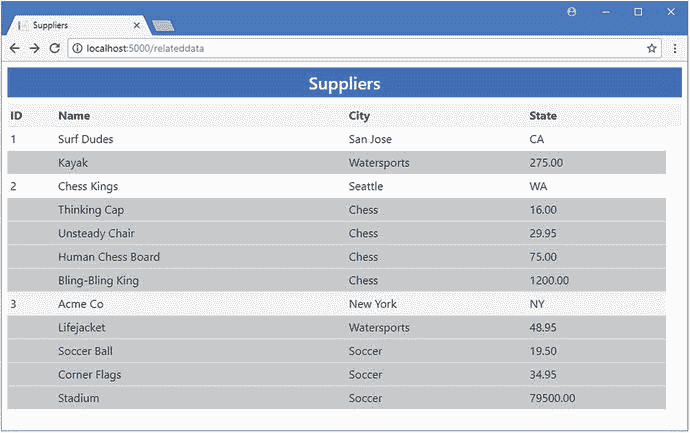 Suppliers
localhost:5000/relateddata
Suppliers
ID Name City State
1 Surf Dudes San Jose CA
Kayak Watersports 275.00
2 Chess Kings Seattle WA
Thinking Cap Chess 16.00
Unsteady Chair Chess 29.95
Human Chess Board Chess 75.00
Bling-Bling King Chess 1200.00
3 Acme Co New York NY
Lifejacket Watersports 48.95
Soccer Ball Soccer 19.50
Corner Flags Soccer 34.95
Stadium Soccer 79500.00